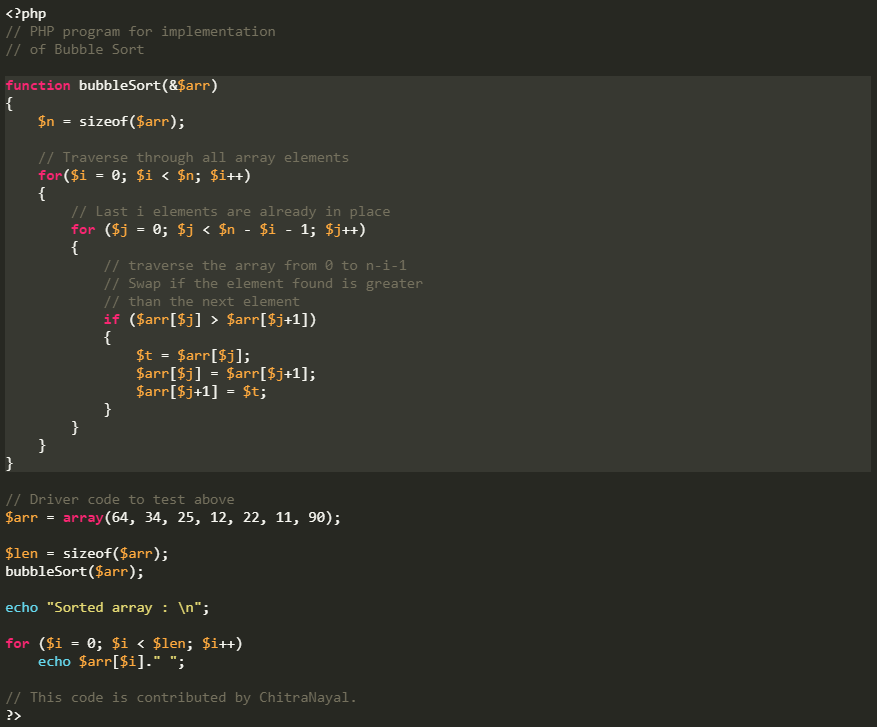 <?php
// PHP program for implementation
// of Bubble Sort
function bubbleSort(&$arr)
{
    $n = sizeof($arr);
    // Traverse through all array elements
    for($i = 0; $i < $n; $i++)
    {
        // Last i elements are already in place
        for ($j = 0; $j < $n - $i - 1; $j++)
        {
            // traverse the array from 0 to n-i-1
            // Swap if the element found is greater
            // than the next element
            if ($arr[$j] > $arr[$j+1])
            {
                $t = $arr[$j];
                $arr[$j] = $arr[$j+1];
                $arr[$j+1] = $t;
            }
        }
    }
}
// Driver code to test above
$arr = array(64, 34, 25, 12, 22, 11, 90);
$len = sizeof($arr);
bubbleSort($arr);
echo "Sorted array : \n";
for ($i = 0; $i < $len; $i++)
    echo $arr[$i]." ";
// This code is contributed by ChitraNayal.
?>